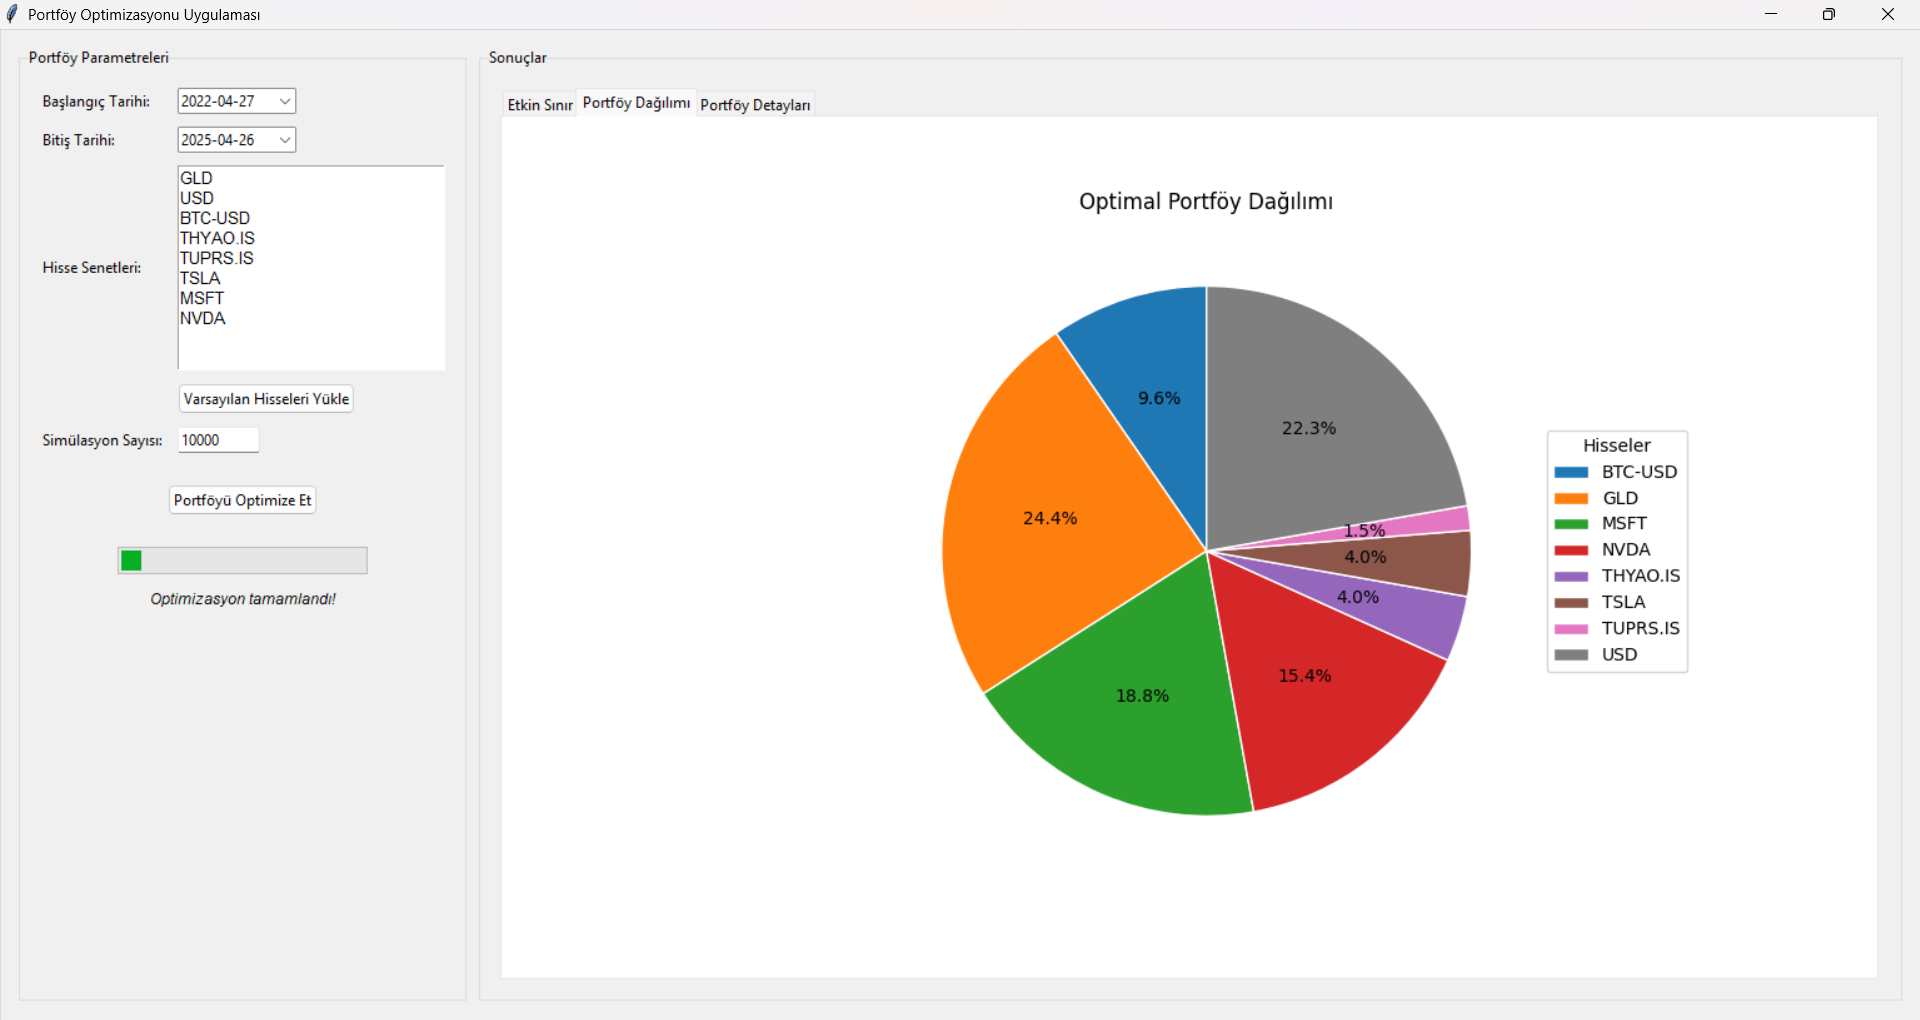 Portföy Optimizasyonu Uygulaması
Portföy Parametreleri
Başlangıç Tarihi:
2022-04-27
Bitiş Tarihi:
2025-04-26
Hisse Senetleri:
GLD
USD
BTC-USD
THYAO.IS
TUPRS.IS
TSLA
MSFT
NVDA
Varsayılan Hisseleri Yükle
Simülasyon Sayısı:
10000
Portföyü Optimize Et
Optimizasyon tamamlandı!
Sonuçlar
Etkin Sınır
Portföy Dağılımı
Portföy Detayları
Optimal Portföy Dağılımı
9.6%
22.3%
24.4%
1.5%
4.0%
4.0%
15.4%
18.8%
Hisseler
BTC-USD
GLD
MSFT
NVDA
THYAO.IS
TSLA
TUPRS.IS
USD